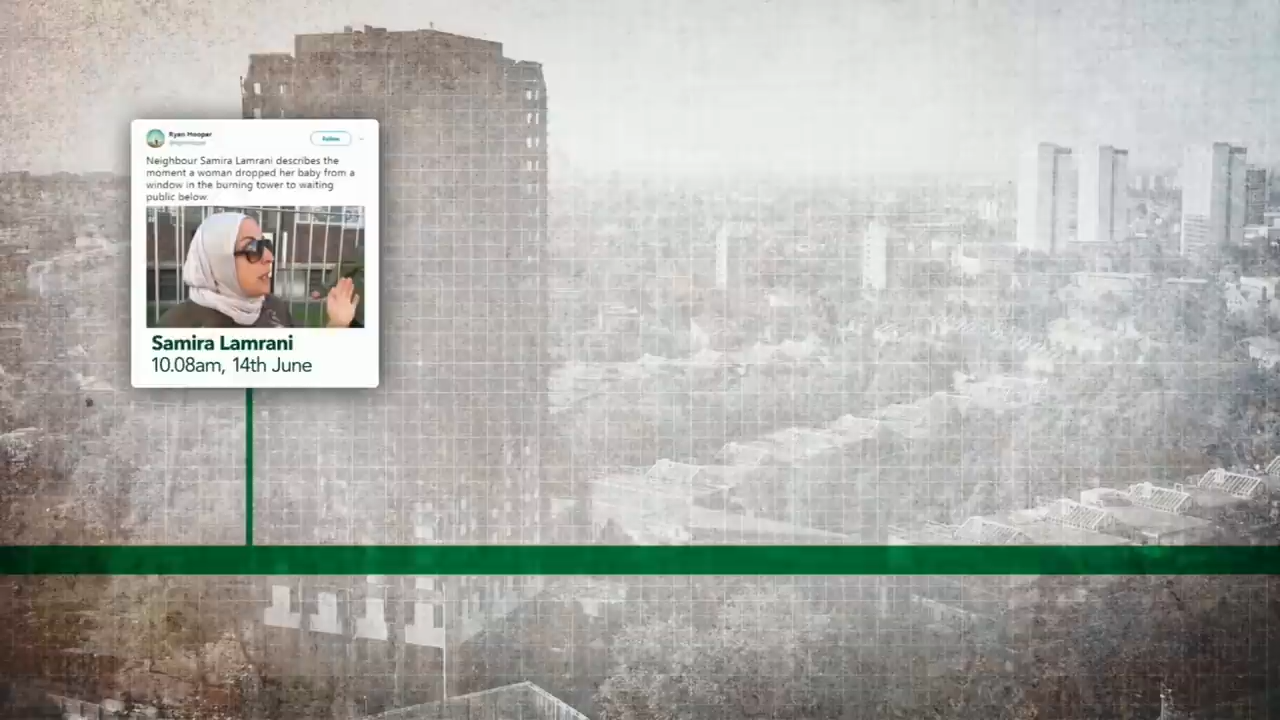 Ryan Hooper
Follow
Neighbour Samira Lamrani describes the
moment a woman dropped her baby from a
window in the burning tower to waiting
public below.
Samira Lamrani
10.08am, 14th June